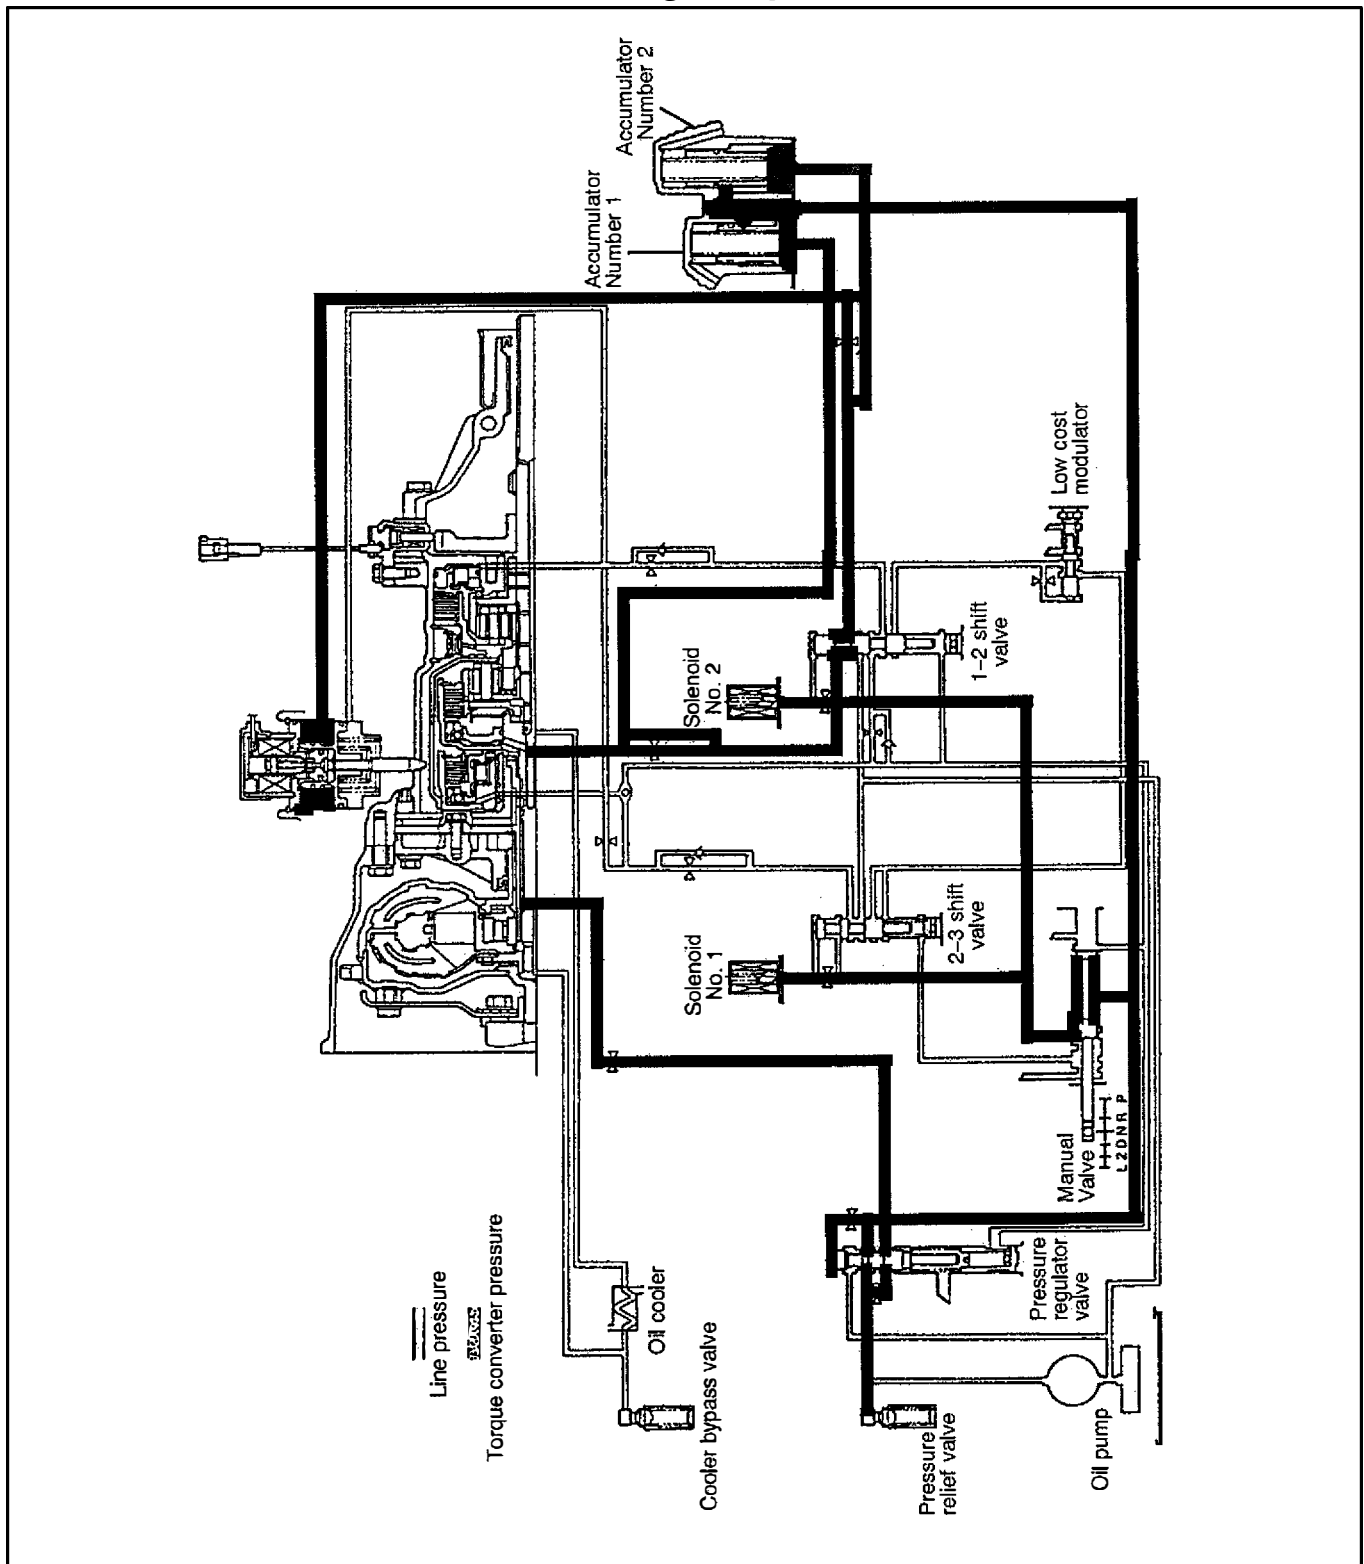 Accumulator
Number 2
Accumulator
Number 1
Low cost
modulator
1–2 shift
valve
Solenoid
No. 2
2–3 shift
valve
Solenoid
No. 1
Manual
Valve
L 2 D N R P
Pressure
regulator
valve
Line pressure
Torque converter pressure
Oil cooler
Cooler bypass valve
Pressure
relief valve
Oil pump